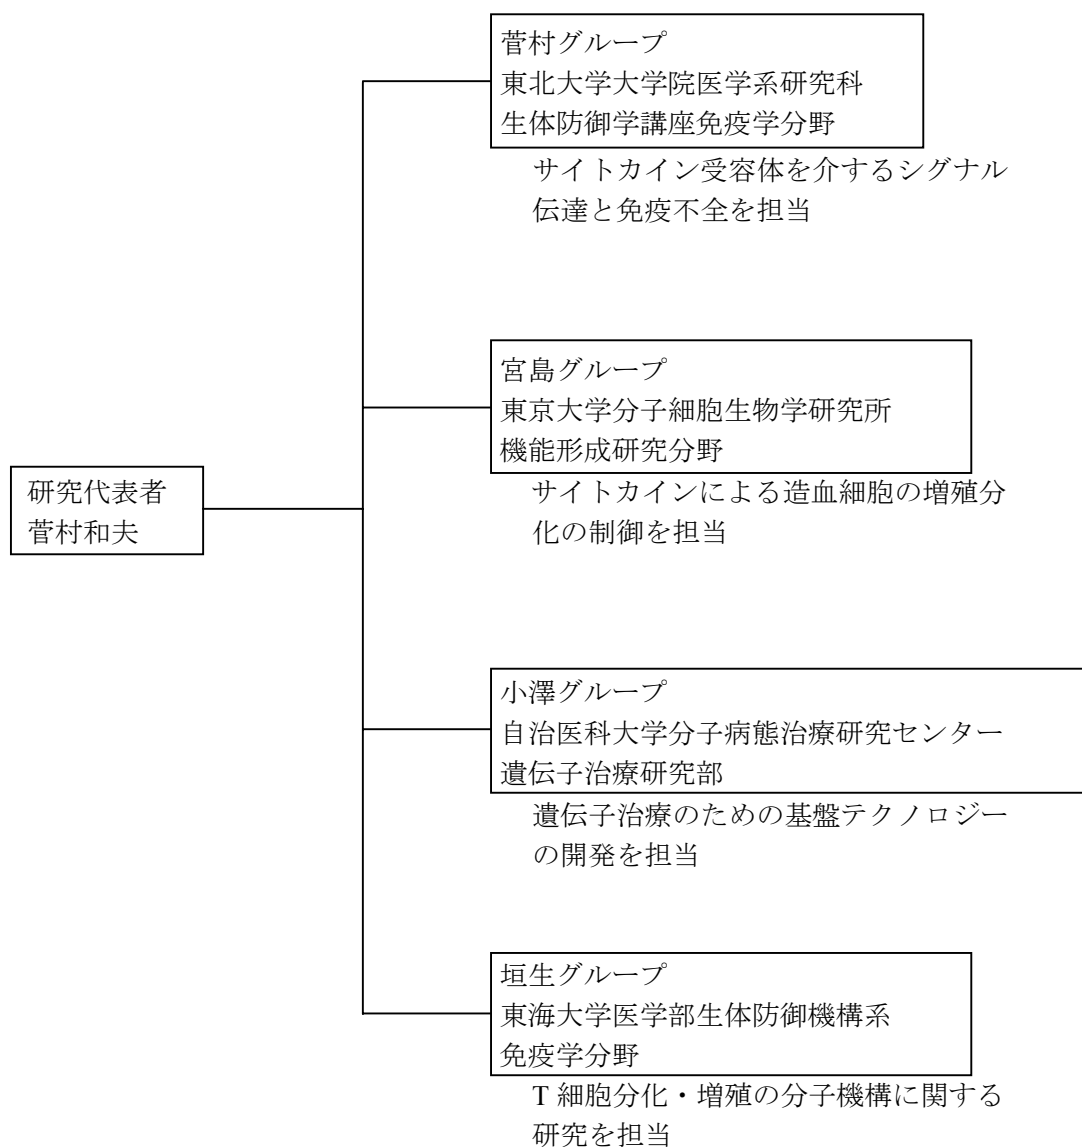 菅村グループ
東北大学大学院医学系研究科
生体防御学講座免疫学分野
サイトカイン受容体を介するシグナル
伝達と免疫不全を担当
宮島グループ
東京大学分子細胞生物学研究所
機能形成研究分野
サイトカインによる造血細胞の増殖分
化の制御を担当
研究代表者
菅村和夫
小澤グループ
自治医科大学分子病態治療研究センター
遺伝子治療研究部
遺伝子治療のための基盤テクノロジー
の開発を担当
垣生グループ
東海大学医学部生体防御機構系
免疫学分野
T 細胞分化・増殖の分子機構に関する
研究を担当